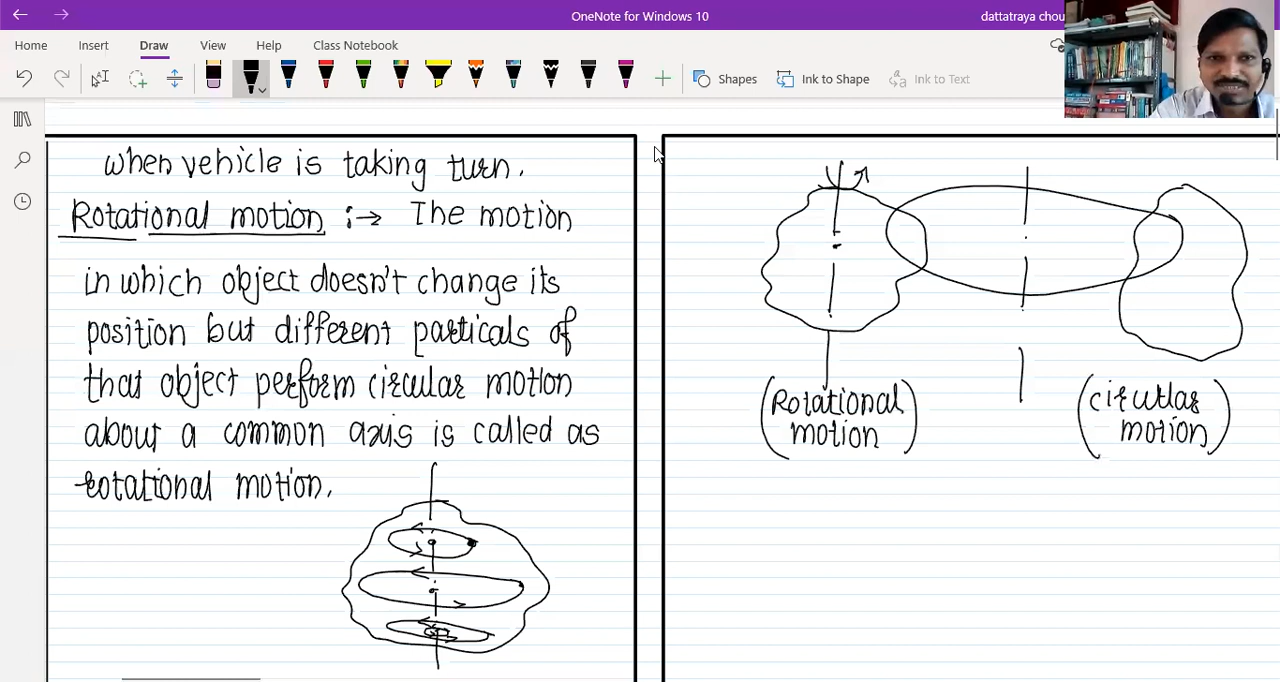 OneNote for Windows 10
dattatraya chou
Home Insert Draw View Help Class Notebook
Shapes Ink to Shape Ink to Text
when vehicle is taking turn.
Rotational motion :→ The motion
in which object doesn't change its
position but different particals of
that object perform circular motion
about a common axis is called as
rotational motion.
(Rotational
motion)
(circular
motion)